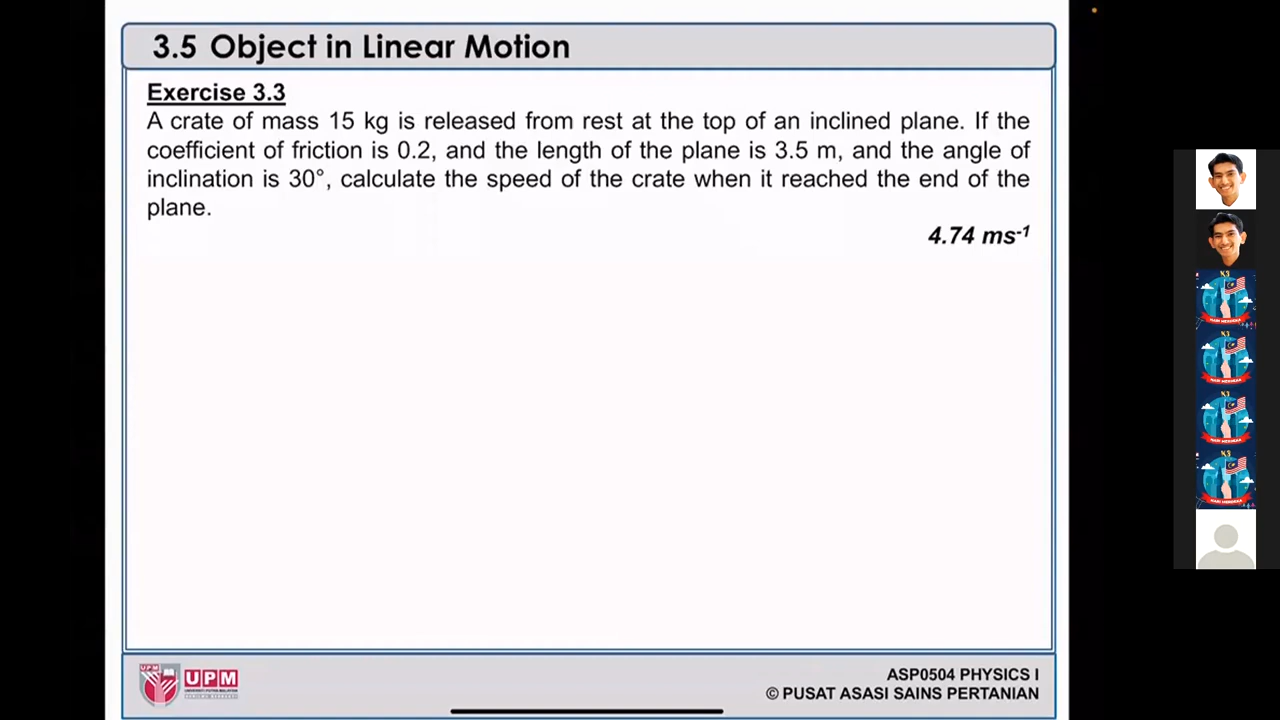 3.5 Object in Linear Motion
Exercise 3.3
A crate of mass 15 kg is released from rest at the top of an inclined plane. If the
coefficient of friction is 0.2, and the length of the plane is 3.5 m, and the angle of
inclination is 30°, calculate the speed of the crate when it reached the end of the
plane.
4.74 ms⁻¹
UPM
UPM
ASP0504 PHYSICS I
© PUSAT ASASI SAINS PERTANIAN